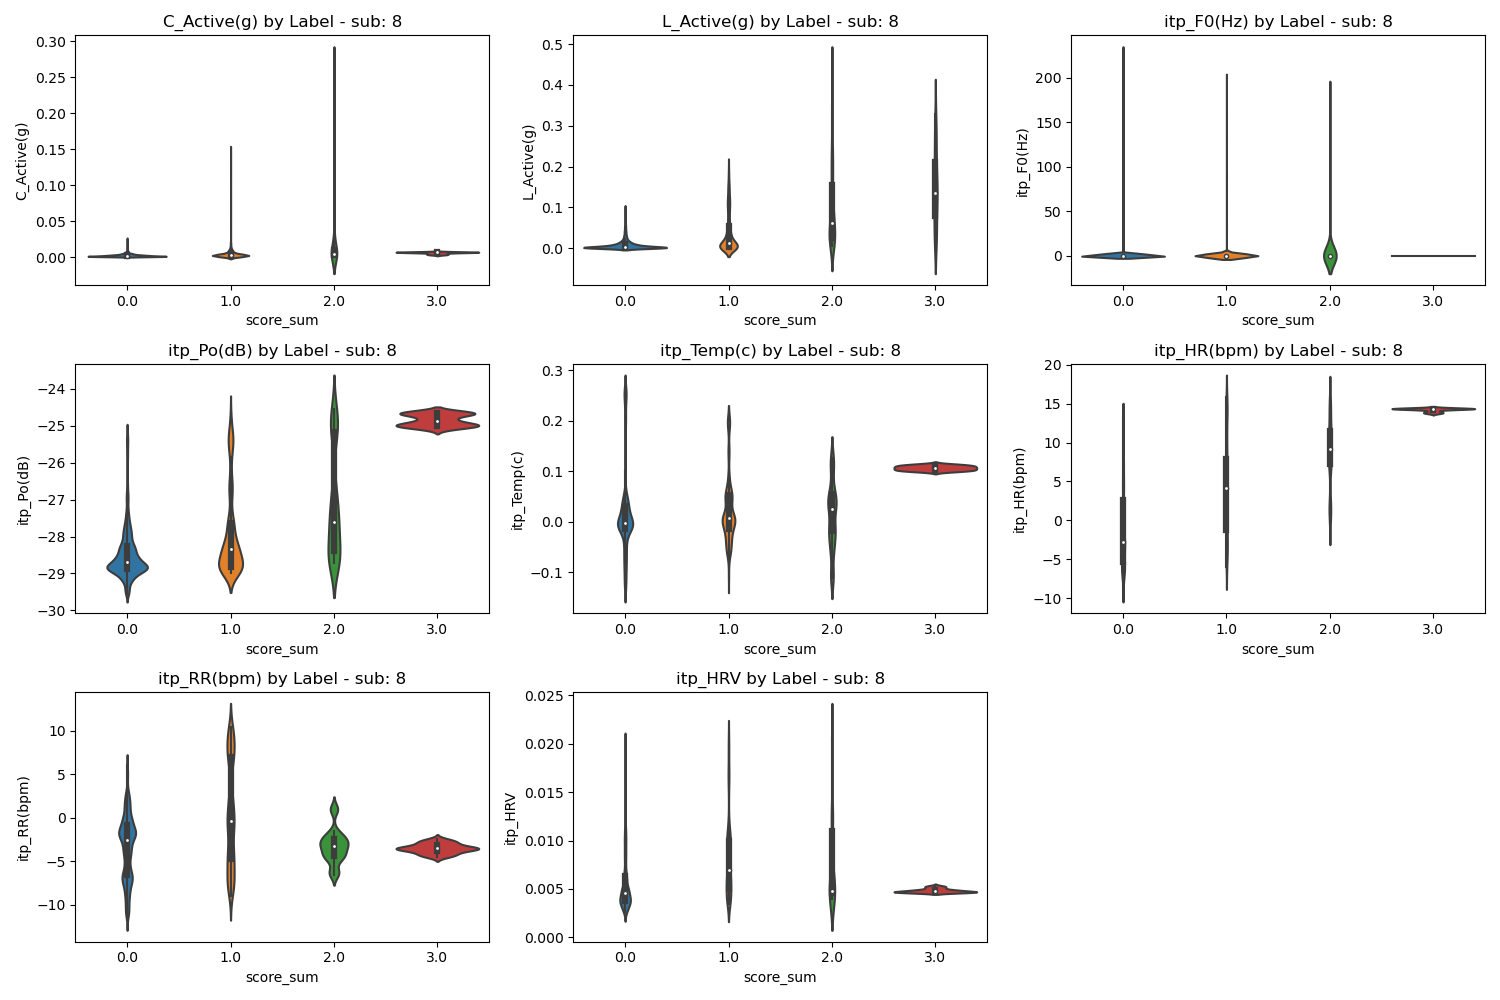 C_Active(g) by Label - sub: 8
L_Active(g) by Label - sub: 8
itp_F0(Hz) by Label - sub: 8
0.30
0.25
0.20
0.15
0.10
0.05
0.00
C_Active(g)
0.0 1.0 2.0 3.0
score_sum
0.5
0.4
0.3
0.2
0.1
0.0
L_Active(g)
0.0 1.0 2.0 3.0
score_sum
200
150
100
50
0
itp_F0(Hz)
0.0 1.0 2.0 3.0
score_sum
itp_Po(dB) by Label - sub: 8
itp_Temp(c) by Label - sub: 8
itp_HR(bpm) by Label - sub: 8
−24
−25
−26
−27
−28
−29
−30
itp_Po(dB)
0.0 1.0 2.0 3.0
score_sum
0.3
0.2
0.1
0.0
−0.1
itp_Temp(c)
0.0 1.0 2.0 3.0
score_sum
20
15
10
5
0
−5
−10
itp_HR(bpm)
0.0 1.0 2.0 3.0
score_sum
itp_RR(bpm) by Label - sub: 8
itp_HRV by Label - sub: 8
10
5
0
−5
−10
itp_RR(bpm)
0.0 1.0 2.0 3.0
score_sum
0.025
0.020
0.015
0.010
0.005
0.000
itp_HRV
0.0 1.0 2.0 3.0
score_sum